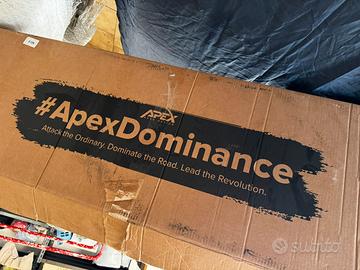 APEX
#ApexDominance
Attack the Ordinary. Dominate the Road. Lead the Revolution.
subito